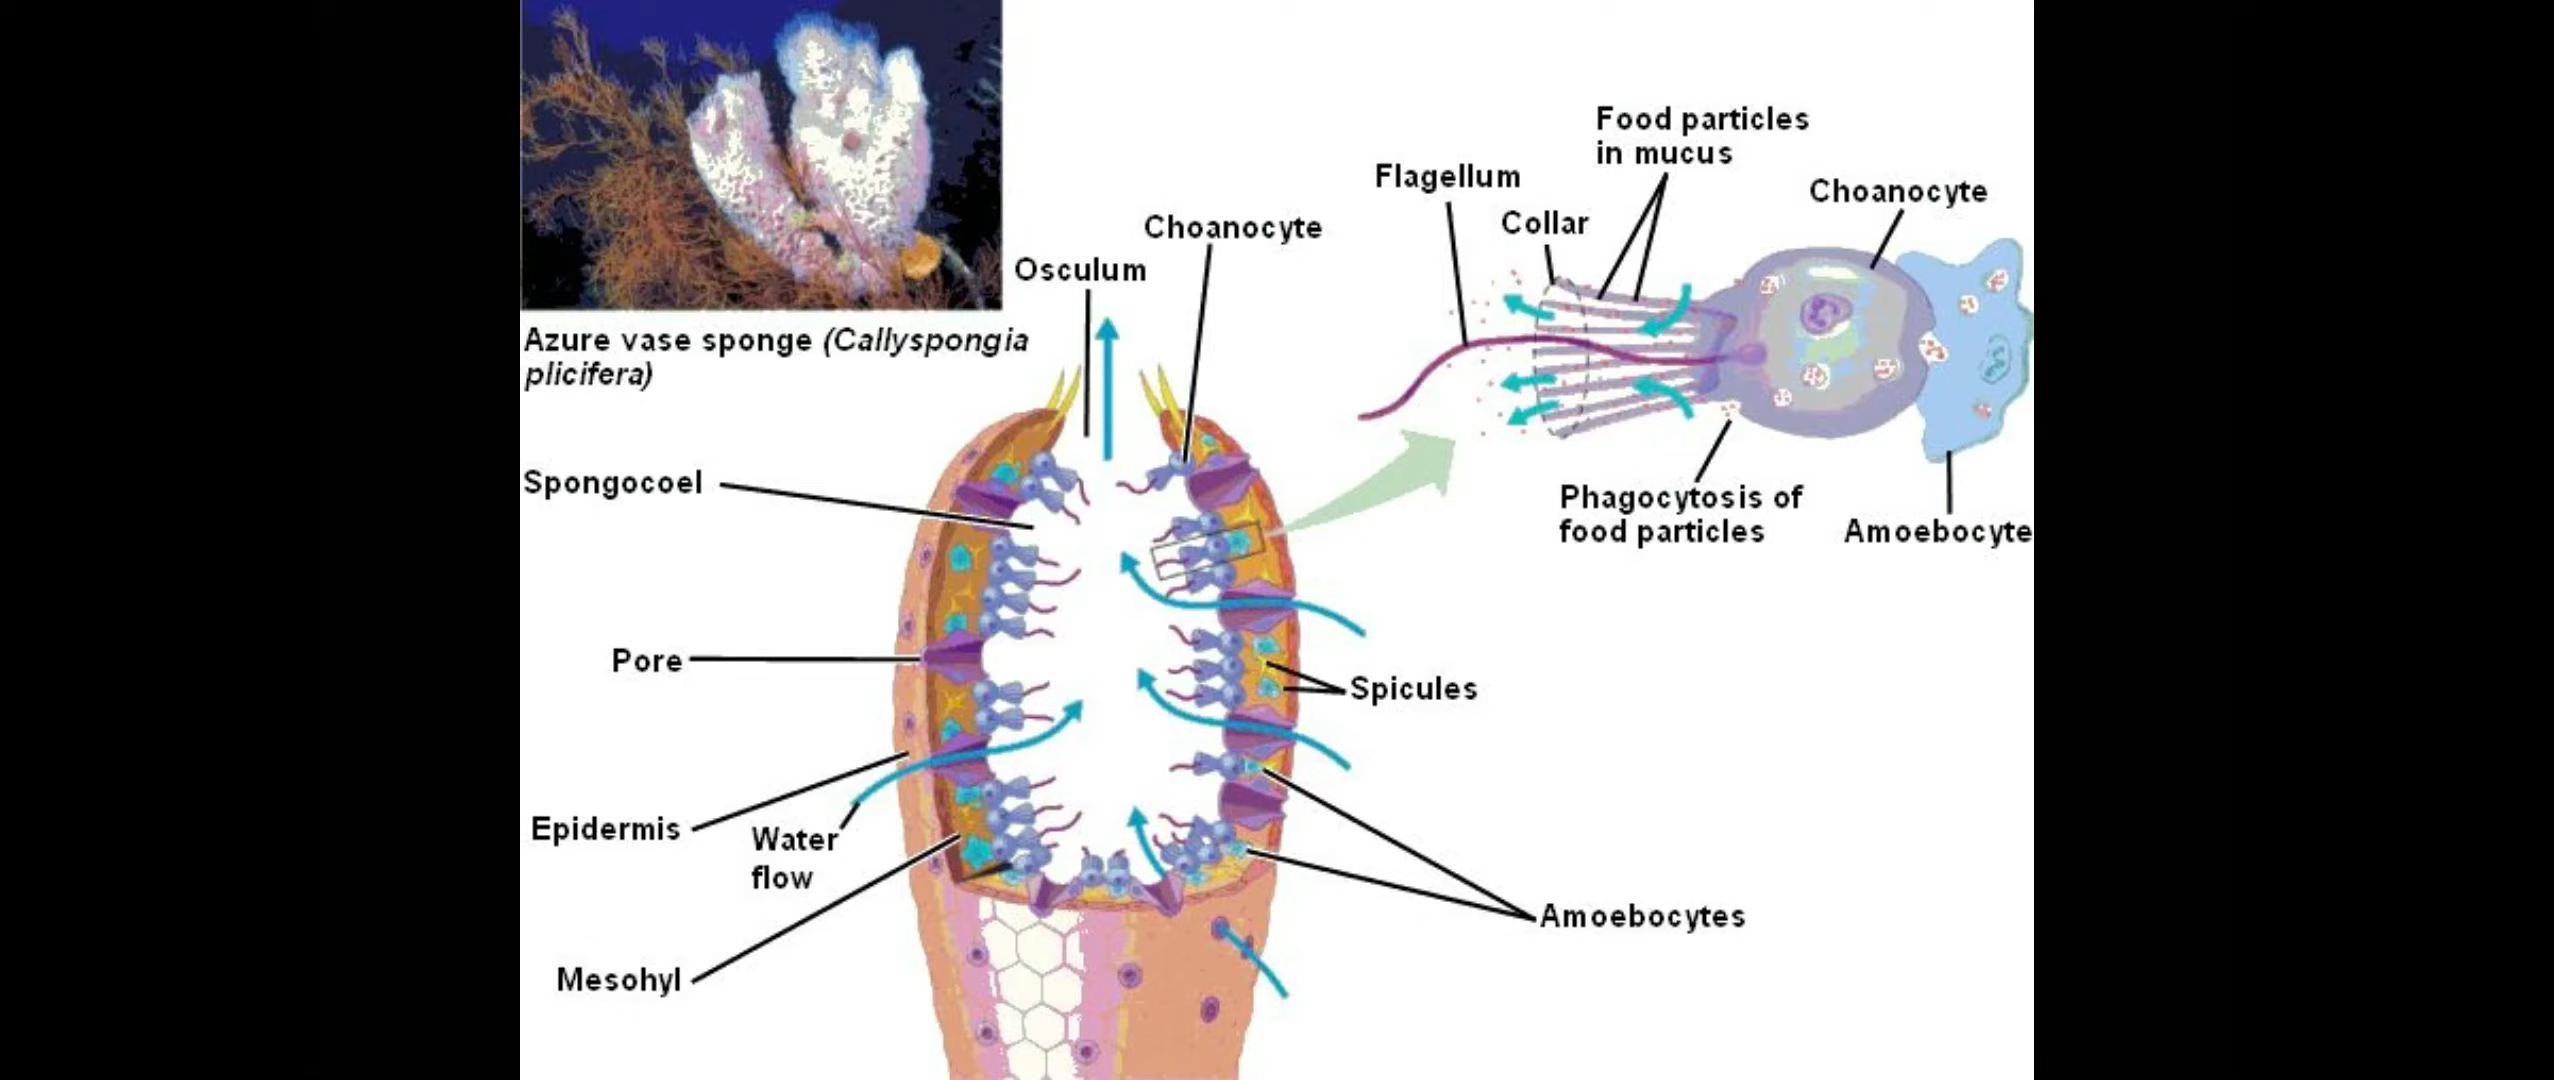 Food particles
in mucus
Flagellum
Choanocyte
Collar
Choanocyte
Osculum
Azure vase sponge (Callyspongia
plicifera)
Spongocoel
Phagocytosis of
food particles
Amoebocyte
Pore
Spicules
Epidermis
Water
flow
Amoebocytes
Mesohyl